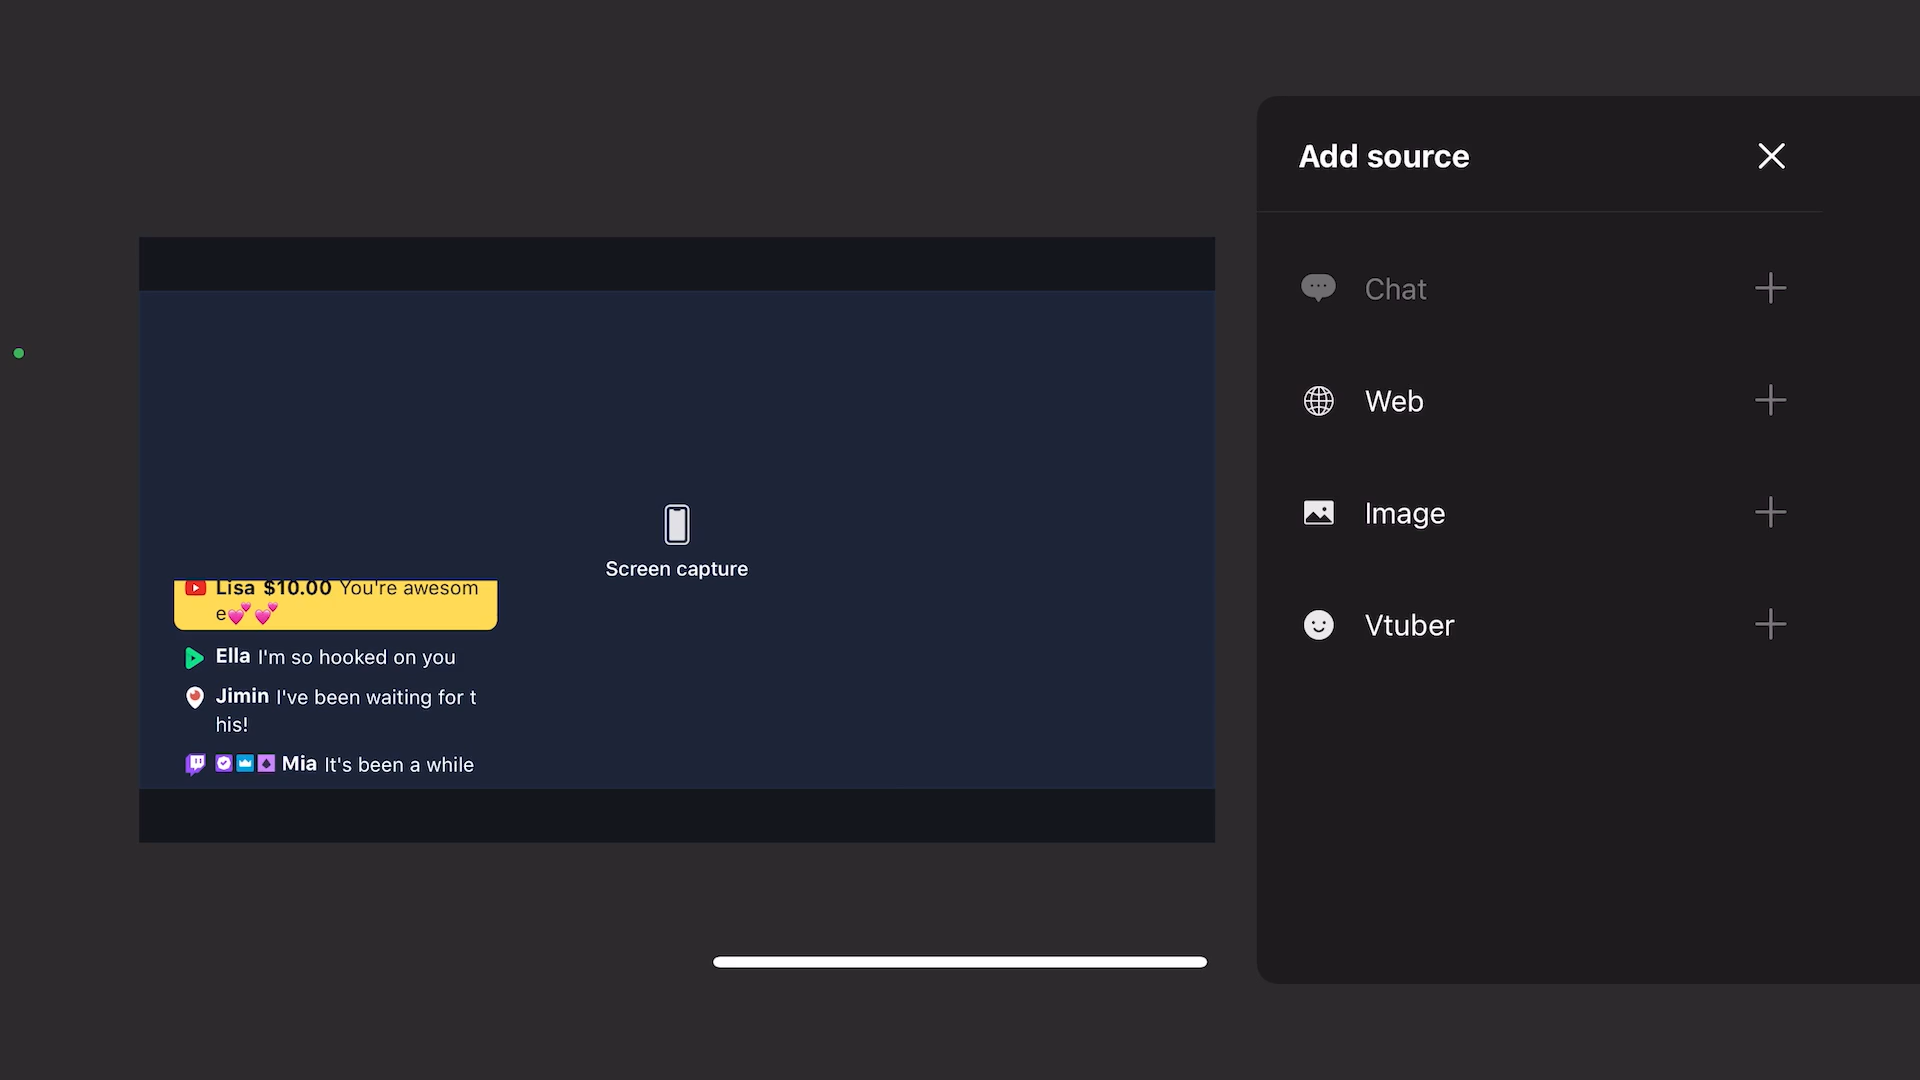 Add source
Chat
Web
Image
Vtuber
Screen capture
Lisa $10.00 You're awesom
e💕 💕
Ella I'm so hooked on you
Jimin I've been waiting for t
his!
Mia It's been a while